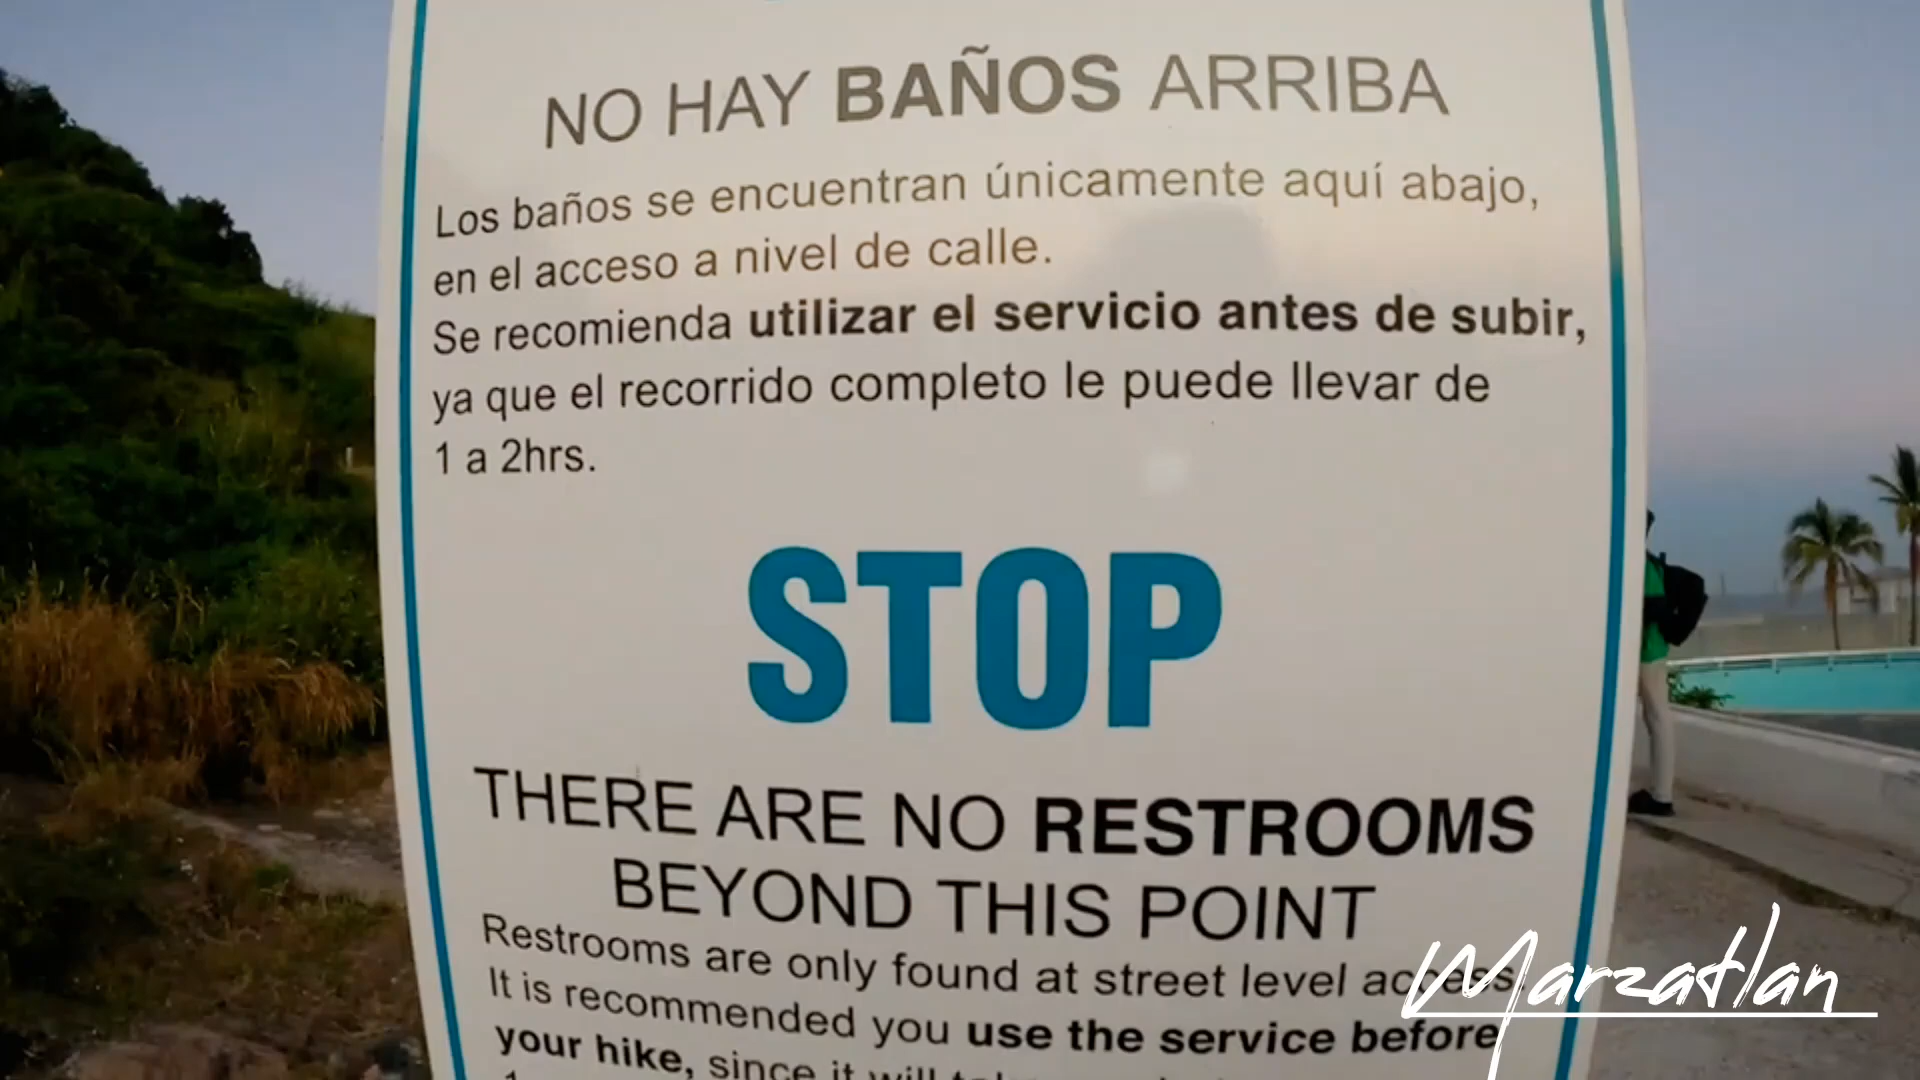 NO HAY BAÑOS ARRIBA
Los baños se encuentran únicamente aquí abajo,
en el acceso a nivel de calle.
Se recomienda utilizar el servicio antes de subir,
ya que el recorrido completo le puede llevar de
1 a 2hrs.
STOP
THERE ARE NO RESTROOMS
BEYOND THIS POINT
Restrooms are only found at street level access.
It is recommended you use the service before
your hike, since it will
Marzatlan